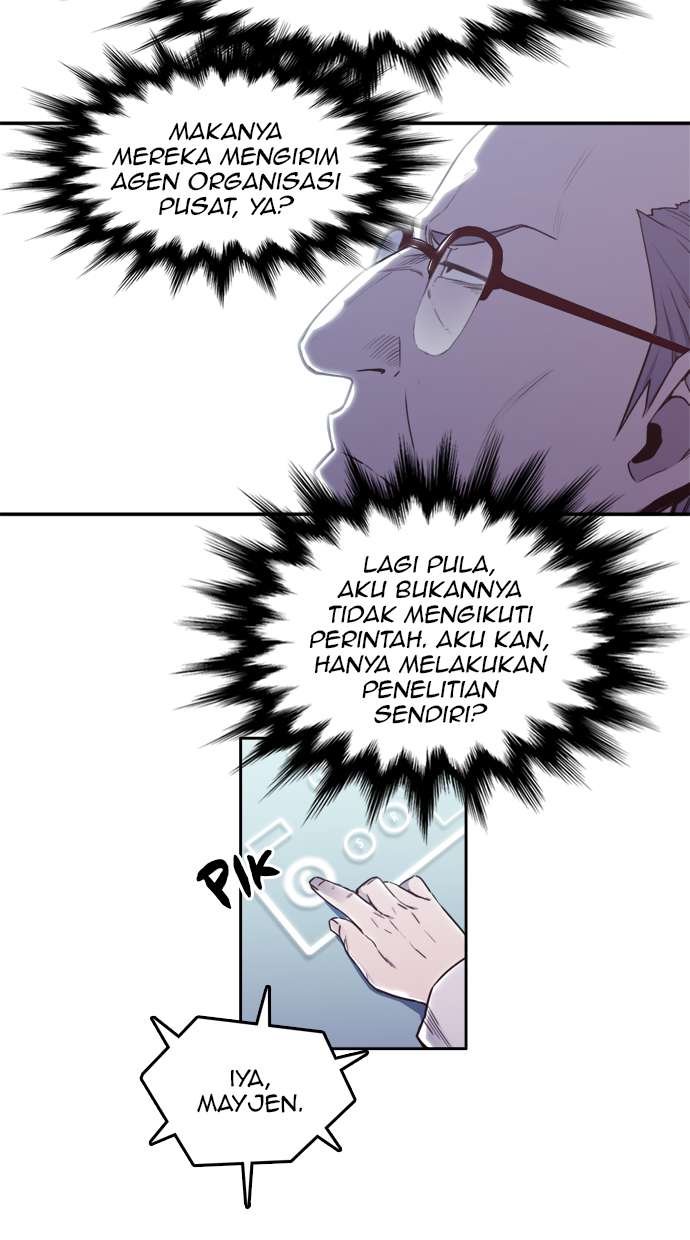 MAKANYA
MEREKA MENGIRIM
AGEN ORGANISASI
PUSAT, YA?
LAGI PULA,
AKU BUKANNYA
TIDAK MENGIKUTI
PERINTAH. AKU KAN,
HANYA MELAKUKAN
PENELITIAN
SENDIRI?
S R
PIK
IYA,
MAYJEN.